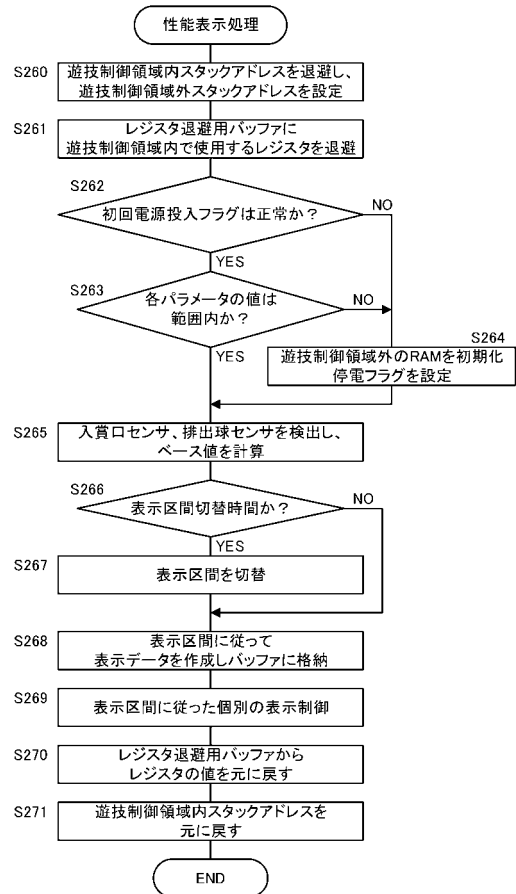 性能表示処理
S260
遊技制御領域内スタックアドレスを退避し、
遊技制御領域外スタックアドレスを設定
S261
レジスタ退避用バッファに
遊技制御領域内で使用するレジスタを退避
S262
初回電源投入フラグは正常か？
NO
YES
S263
各パラメータの値は
範囲内か？
NO
YES
S264
遊技制御領域外のRAMを初期化
停電フラグを設定
S265
入賞口センサ、排出球センサを検出し、
ベース値を計算
S266
表示区間切替時間か？
NO
YES
S267
表示区間を切替
S268
表示区間に従って
表示データを作成しバッファに格納
S269
表示区間に従った個別の表示制御
S270
レジスタ退避用バッファから
レジスタの値を元に戻す
S271
遊技制御領域内スタックアドレスを
元に戻す
END